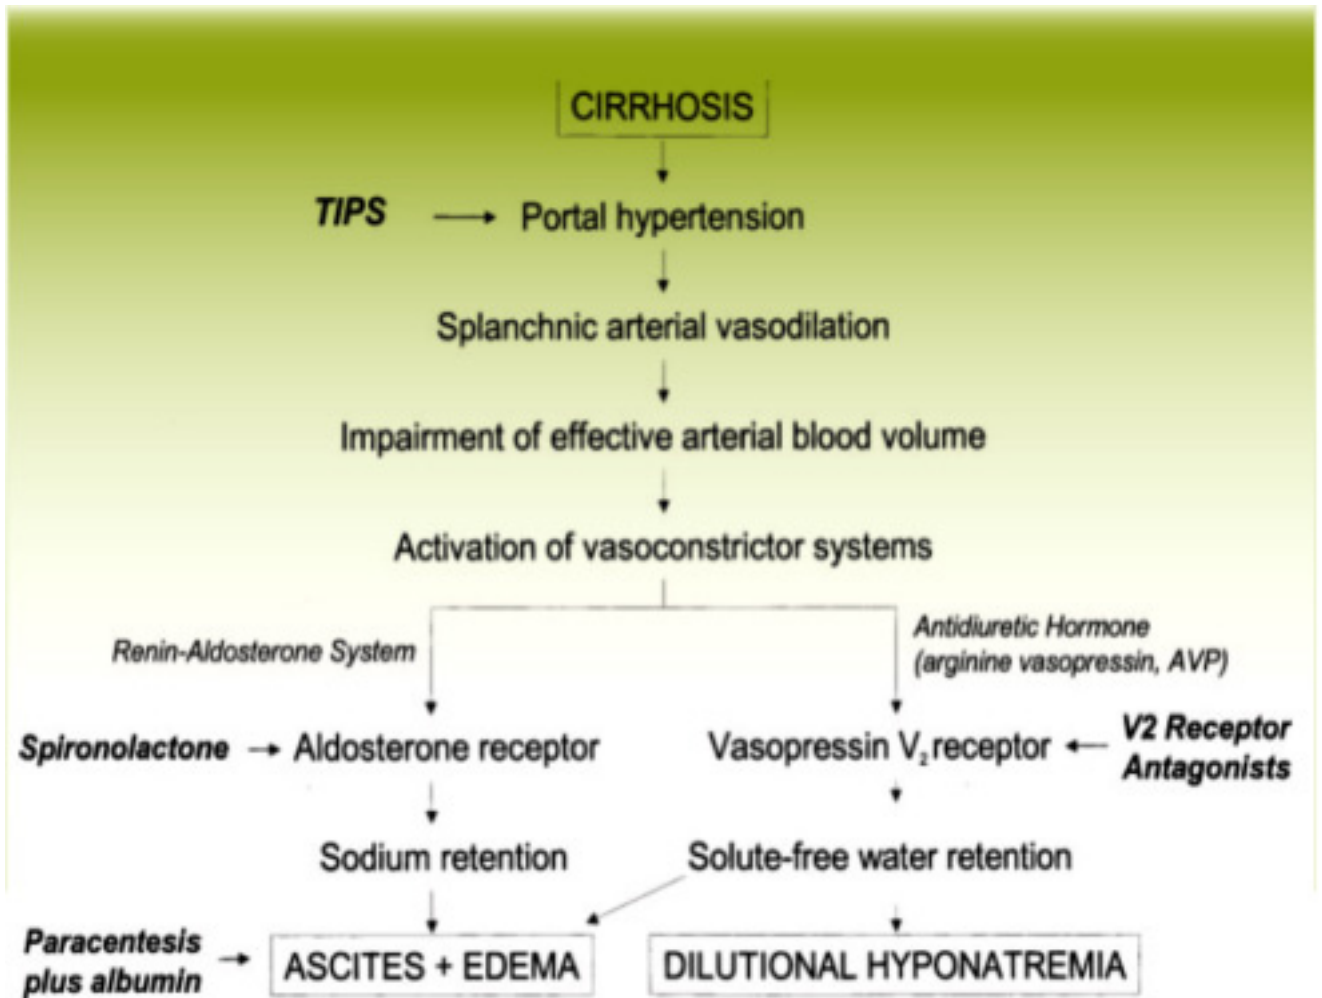 CIRRHOSIS
TIPS
Portal hypertension
Splanchnic arterial vasodilation
Impairment of effective arterial blood volume
Activation of vasoconstrictor systems
Renin-Aldosterone System
Antidiuretic Hormone
(arginine vasopressin, AVP)
Spironolactone
Aldosterone receptor
Vasopressin V₂ receptor
V2 Receptor
Antagonists
Sodium retention
Solute-free water retention
Paracentesis
plus albumin
ASCITES + EDEMA
DILUTIONAL HYPONATREMIA